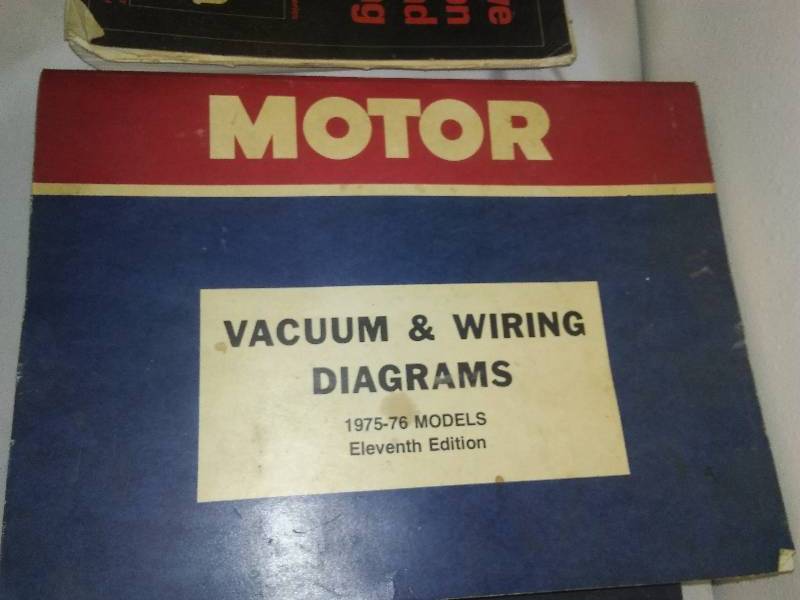 MOTOR
VACUUM & WIRING
DIAGRAMS
1975-76 MODELS
Eleventh Edition